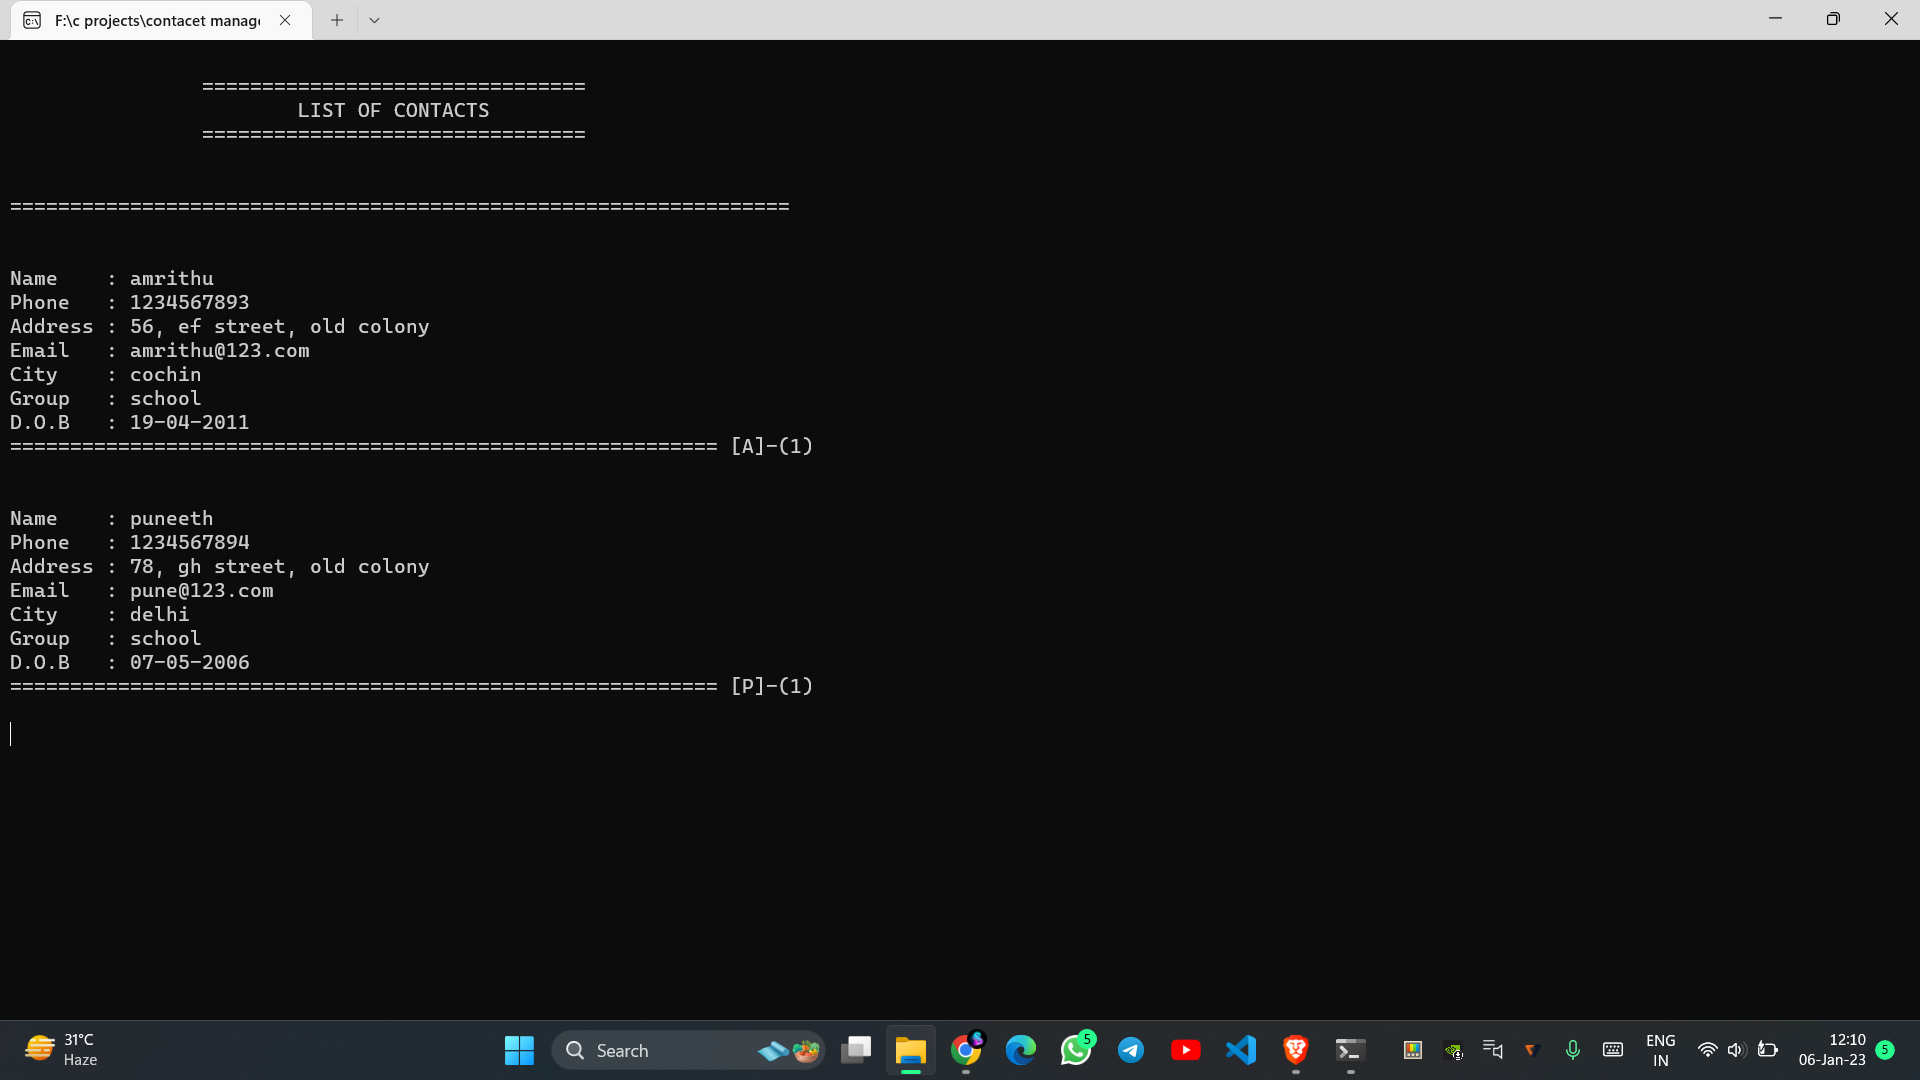 F:\c projects\contacet manage
===============================
LIST OF CONTACTS
===============================
=================================================================
Name    : amrithu
Phone   : 1234567893
Address : 56, ef street, old colony
Email   : amrithu@123.com
City    : cochin
Group   : school
D.O.B   : 19-04-2011
=========================================================== [A]-(1)
Name    : puneeth
Phone   : 1234567894
Address : 78, gh street, old colony
Email   : pune@123.com
City    : delhi
Group   : school
D.O.B   : 07-05-2006
=========================================================== [P]-(1)
31°C
Haze
Search
5
ENG
IN
12:10
06-Jan-23
5